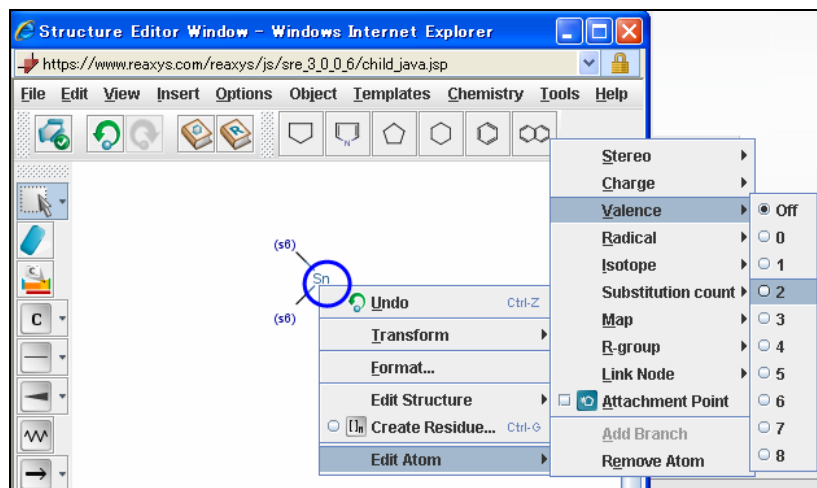 Structure Editor Window - Windows Internet Explorer
https://www.reaxys.com/reaxys/js/sre_3_0_0_6/child_java.jsp
File Edit View Insert Options Object Templates Chemistry Tools Help
N
R
C
C
(s6)
Sn
(s6)
Undo Ctrl-Z
Transform
Format...
Edit Structure
[]n Create Residue... Ctrl-G
Edit Atom
Stereo
Charge
Valence
Radical
Isotope
Substitution count
Map
R-group
Link Node
Attachment Point
Add Branch
Remove Atom
Off
0
1
2
3
4
5
6
7
8